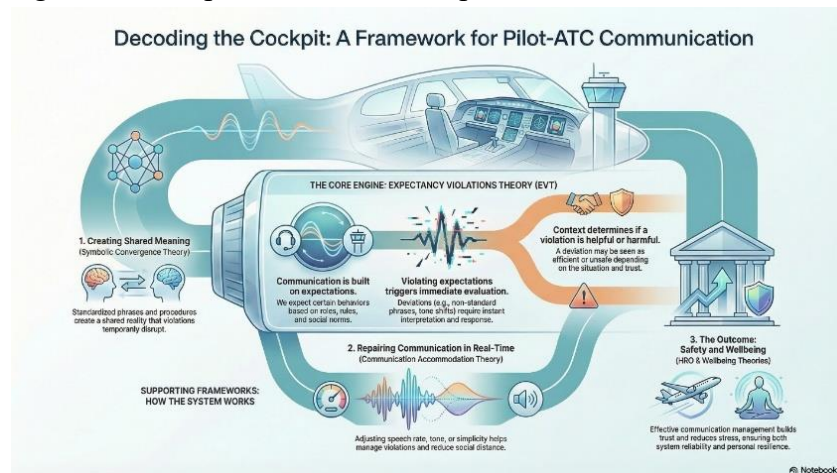 Decoding the Cockpit: A Framework for Pilot-ATC Communication
THE CORE ENGINE: EXPECTANCY VIOLATIONS THEORY (EVT)
Communication is built
on expectations.
We expect certain behaviors
based on roles, rules,
and social norms.
Violating expectations
triggers immediate evaluation.
Deviations (e.g., non-standard
phrases, tone shifts) require instant
interpretation and response.
Context determines if a
violation is helpful or harmful.
A deviation may be seen as
efficient or unsafe depending
on the situation and trust.
1. Creating Shared Meaning
(Symbolic Convergence Theory)
Standardized phrases and procedures
create a shared reality that violations
temporarily disrupt.
2. Repairing Communication in Real-Time
(Communication Accommodation Theory)
SUPPORTING FRAMEWORKS:
HOW THE SYSTEM WORKS
Adjusting speech rate, tone, or simplicity helps
manage violations and reduce social distance.
3. The Outcome:
Safety and Wellbeing
(HRO & Wellbeing Theories)
Effective communication management builds
trust and reduces stress, ensuring both
system reliability and personal resilience.
Notebook